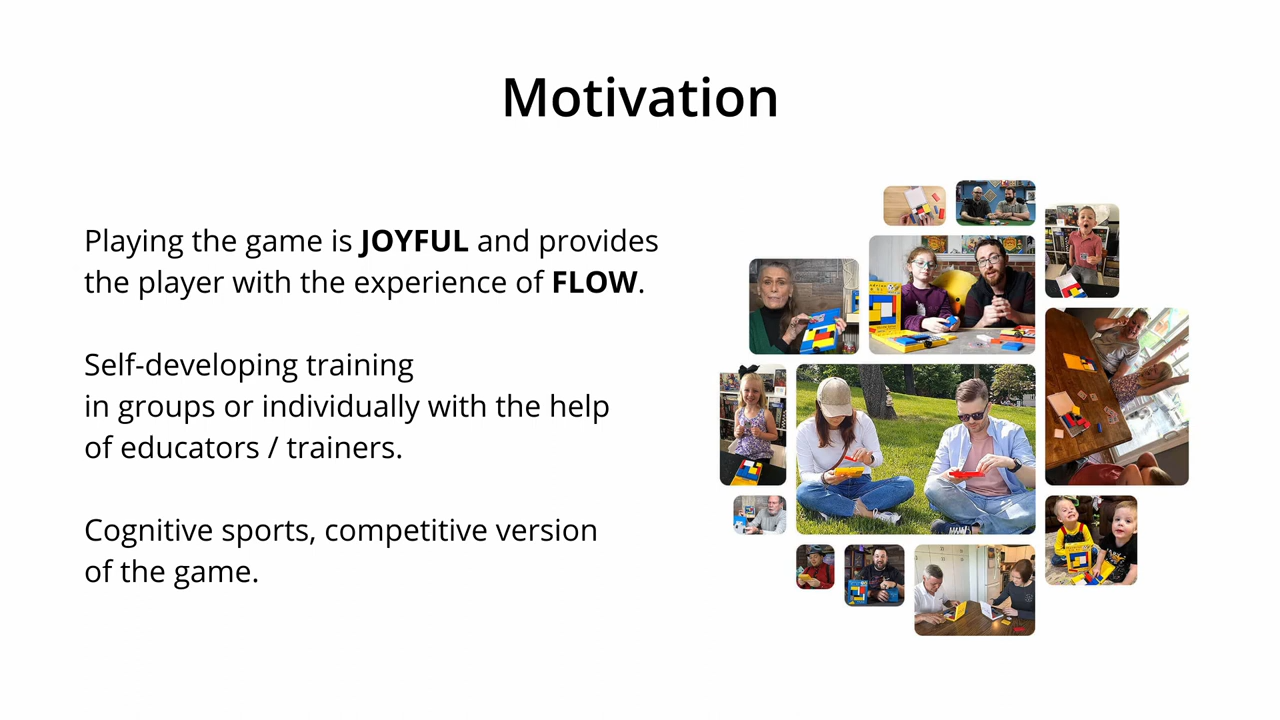 Motivation
Playing the game is JOYFUL and provides
the player with the experience of FLOW.
Self-developing training
in groups or individually with the help
of educators / trainers.
Cognitive sports, competitive version
of the game.